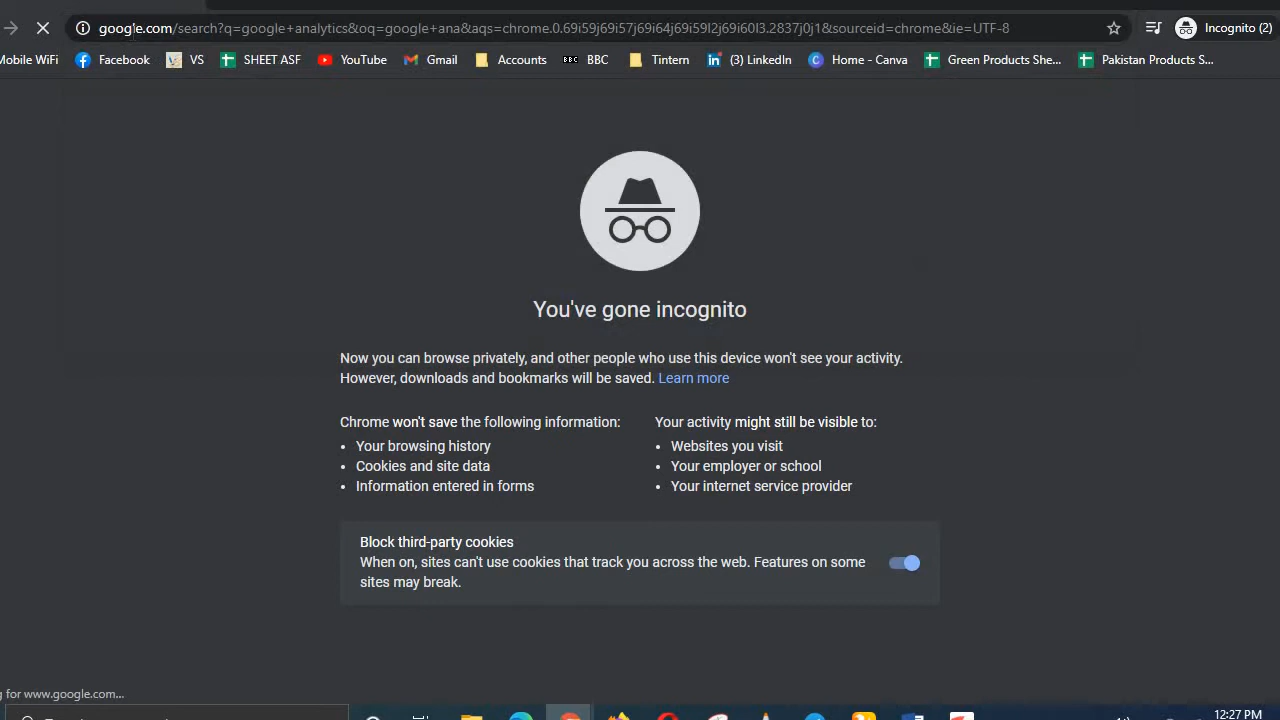 google.com/search?q=google+analytics&oq=google+ana&aqs=chrome.0.69i59j69i57j69i64j69i59l2j69i60l3.2837j0j1&sourceid=chrome&ie=UTF-8
Incognito (2)
Mobile WiFi Facebook VS SHEET ASF YouTube Gmail Accounts BBC BBC Tintern (3) LinkedIn Home - Canva Green Products She... Pakistan Products S...
You've gone incognito
Now you can browse privately, and other people who use this device won't see your activity.
However, downloads and bookmarks will be saved. Learn more
Chrome won't save the following information:
• Your browsing history
• Cookies and site data
• Information entered in forms
Your activity might still be visible to:
• Websites you visit
• Your employer or school
• Your internet service provider
Block third-party cookies
When on, sites can't use cookies that track you across the web. Features on some
sites may break.
g for www.google.com...
12:27 PM